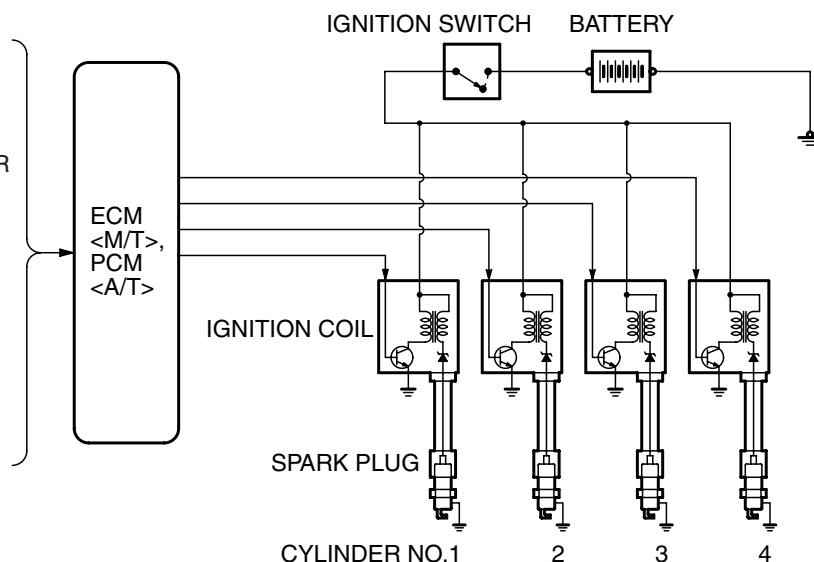 IGNITION SWITCH BATTERY
R
ECM
<M/T>,
PCM
<A/T>
IGNITION COIL
SPARK PLUG
CYLINDER NO.1 2 3 4